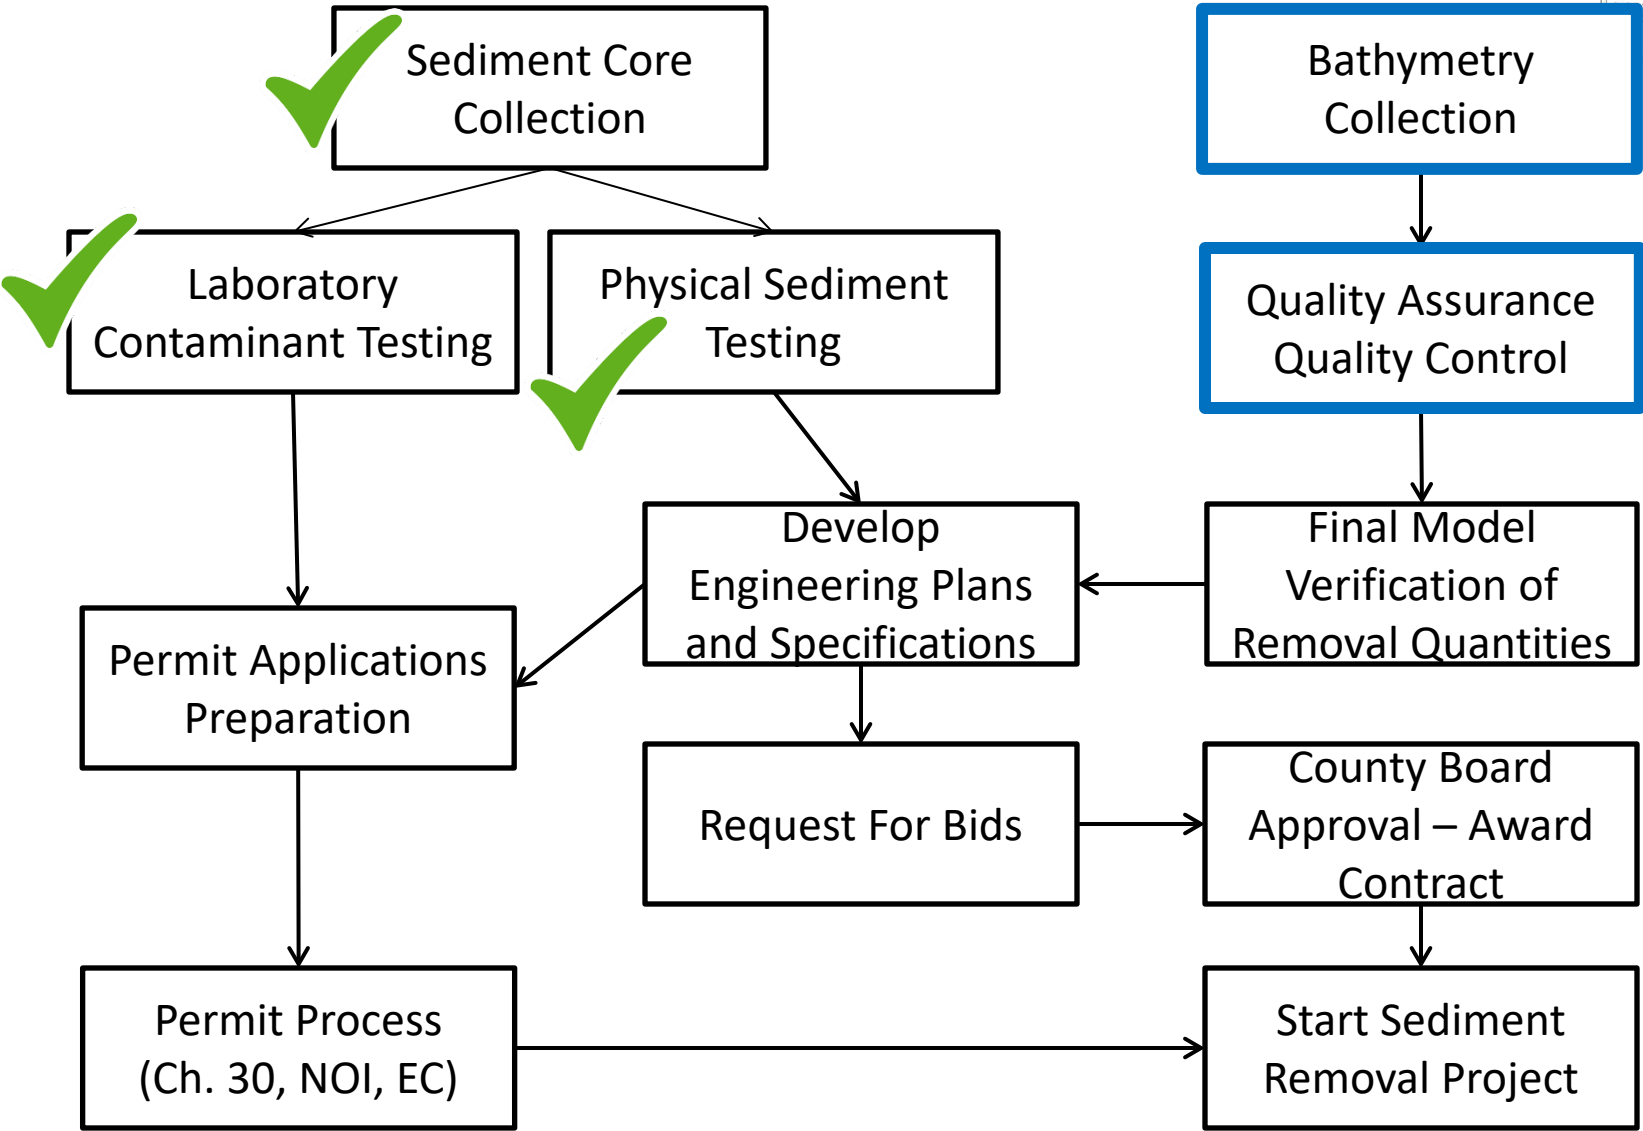 Sediment Core
Collection
Bathymetry
Collection
Laboratory
Contaminant Testing
Physical Sediment
Testing
Quality Assurance
Quality Control
Develop
Engineering Plans
and Specifications
Final Model
Verification of
Removal Quantities
Permit Applications
Preparation
Request For Bids
County Board
Approval – Award
Contract
Permit Process
(Ch. 30, NOI, EC)
Start Sediment
Removal Project